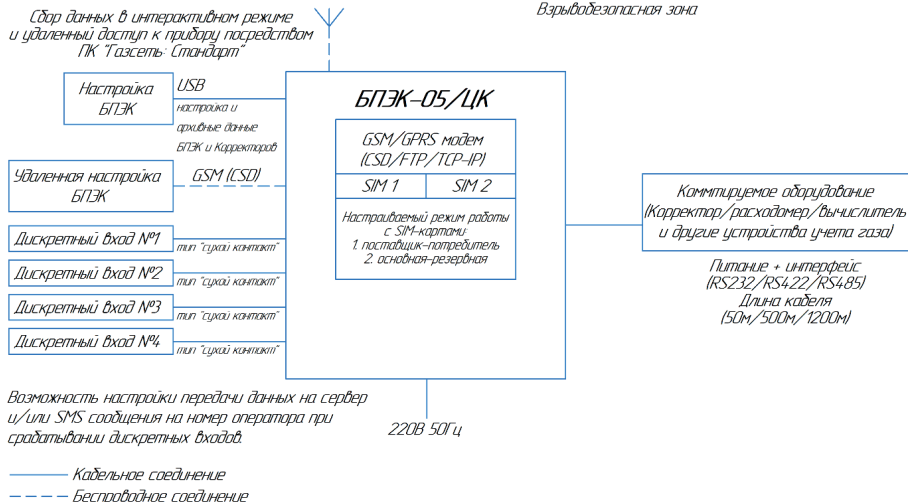 Сбор данных в интерактивном режиме
и удаленный доступ к прибору посредством
ПК "Газсеть: Стандарт"
Взрывобезопасная зона
Настройка
БПЭК
USB
настройка и
архивные данные
БПЭК и Корректоров
Удаленная настройка
БПЭК
GSM (CSD)
Дискретный вход №1
тип "сухой контакт"
Дискретный вход №2
тип "сухой контакт"
Дискретный вход №3
тип "сухой контакт"
Дискретный вход №4
тип "сухой контакт"
БПЭК-05/ЦК
GSM/GPRS модем
(CSD/FTP/TCP-IP)
SIM 1
SIM 2
Настраиваемый режим работы
с SIM-картами:
1. поставщик-потребитель
2. основная-резервная
Коммтируемое оборудование
(Корректор/расходомер/вычислитель
и другие устройства учета газа)
Питание + интерфейс
(RS232/RS422/RS485)
Длина кабеля
(50м/500м/1200м)
220В 50Гц
Возможность настройки передачи данных на сервер
и/или SMS сообщения на номер оператора при
срабатывании дискретных входов.
Кабельное соединение
Беспроводное соединение